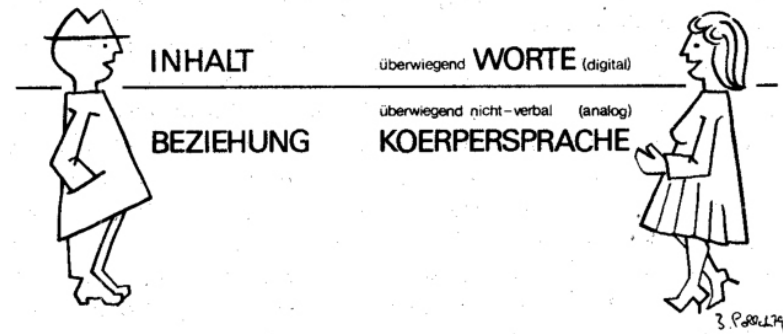 INHALT
überwiegend WORTE (digital)
überwiegend nicht-verbal (analog)
BEZIEHUNG
KOERPERSPRACHE